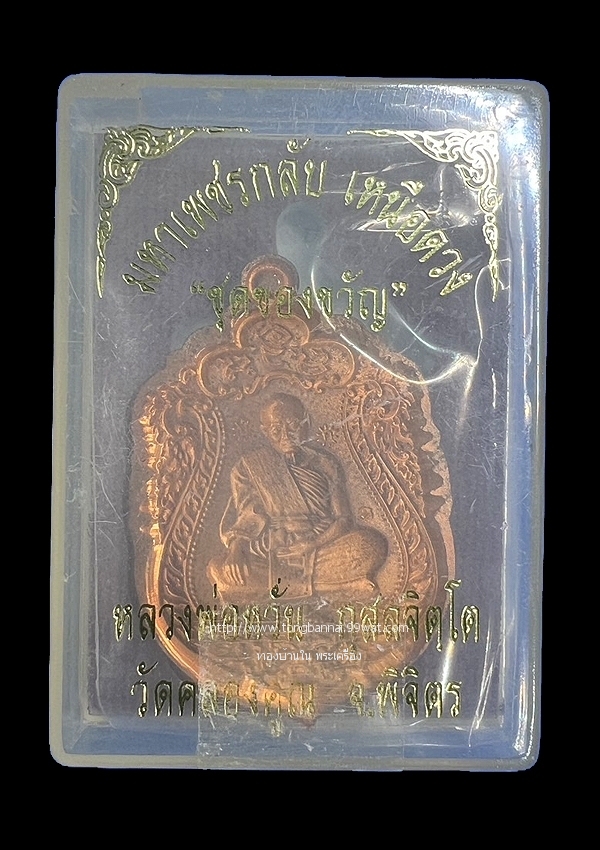 มหาเพชรกลับ เหนือดวง
"ชุดของขวัญ"
หลวงพ่อขวั้น กุสลจิตฺโต
http://www.tongbannai.99wat.com
ทองบ้านใน พระเครื่อง
วัดคลองคูณ จ.พิจิตร